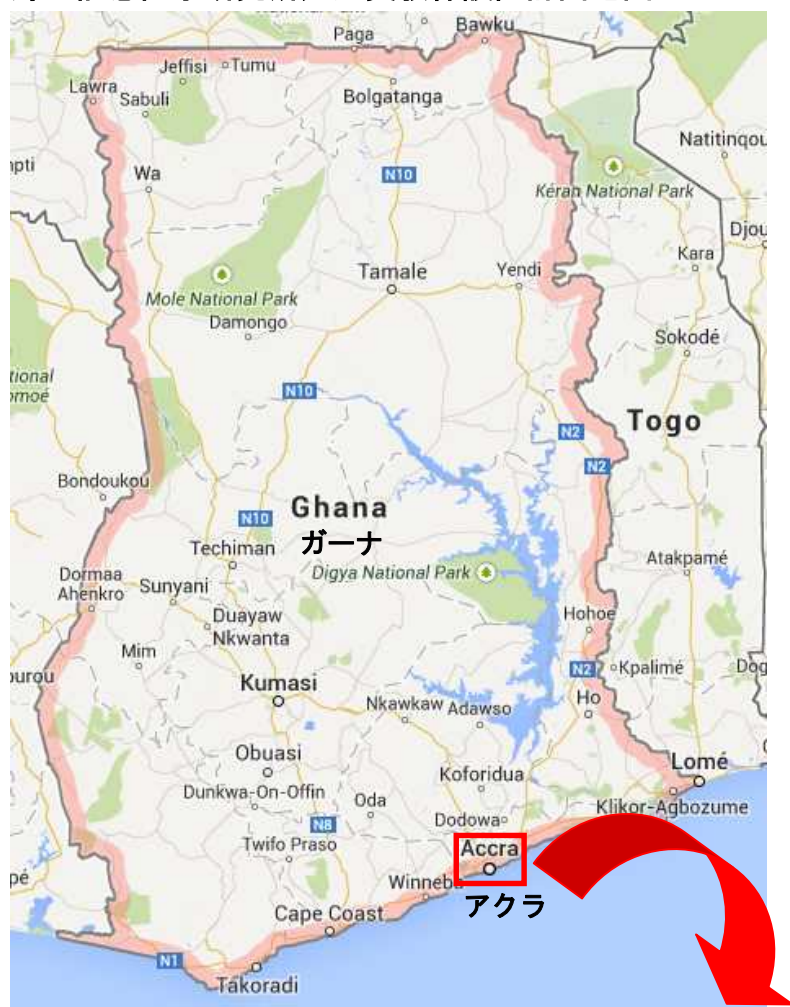 Paga
Bawku
Jeffisi
Tumu
Lawra
Sabuli
Bolgatanga
Natitingou
Wa
N10
Kéran National Park
Kara
Tamale
Yendi
Mole National Park
Damongo
Sokodé
N10
Togo
N2
N2
Bondoukou
Ghana
N10
ガーナ
Techiman
Atakpamé
Digya National Park
Dormaa
Ahenkro
Sunyani
Duayaw
Nkwanta
Hohoe
Mim
N2
Kpalimé
Kumasi
Ho
Nkawkaw
Adawso
Obuasi
Lomé
Koforidua
Dunkwa-On-Offin
Oda
Klikor-Agbozume
N8
Dodowa
Twifo Praso
Accra
Winneba
アクラ
Cape Coast
N1
Takoradi